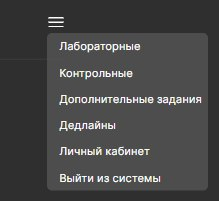 Лабораторные
Контрольные
Дополнительные задания
Дедлайны
Личный кабинет
Выйти из системы